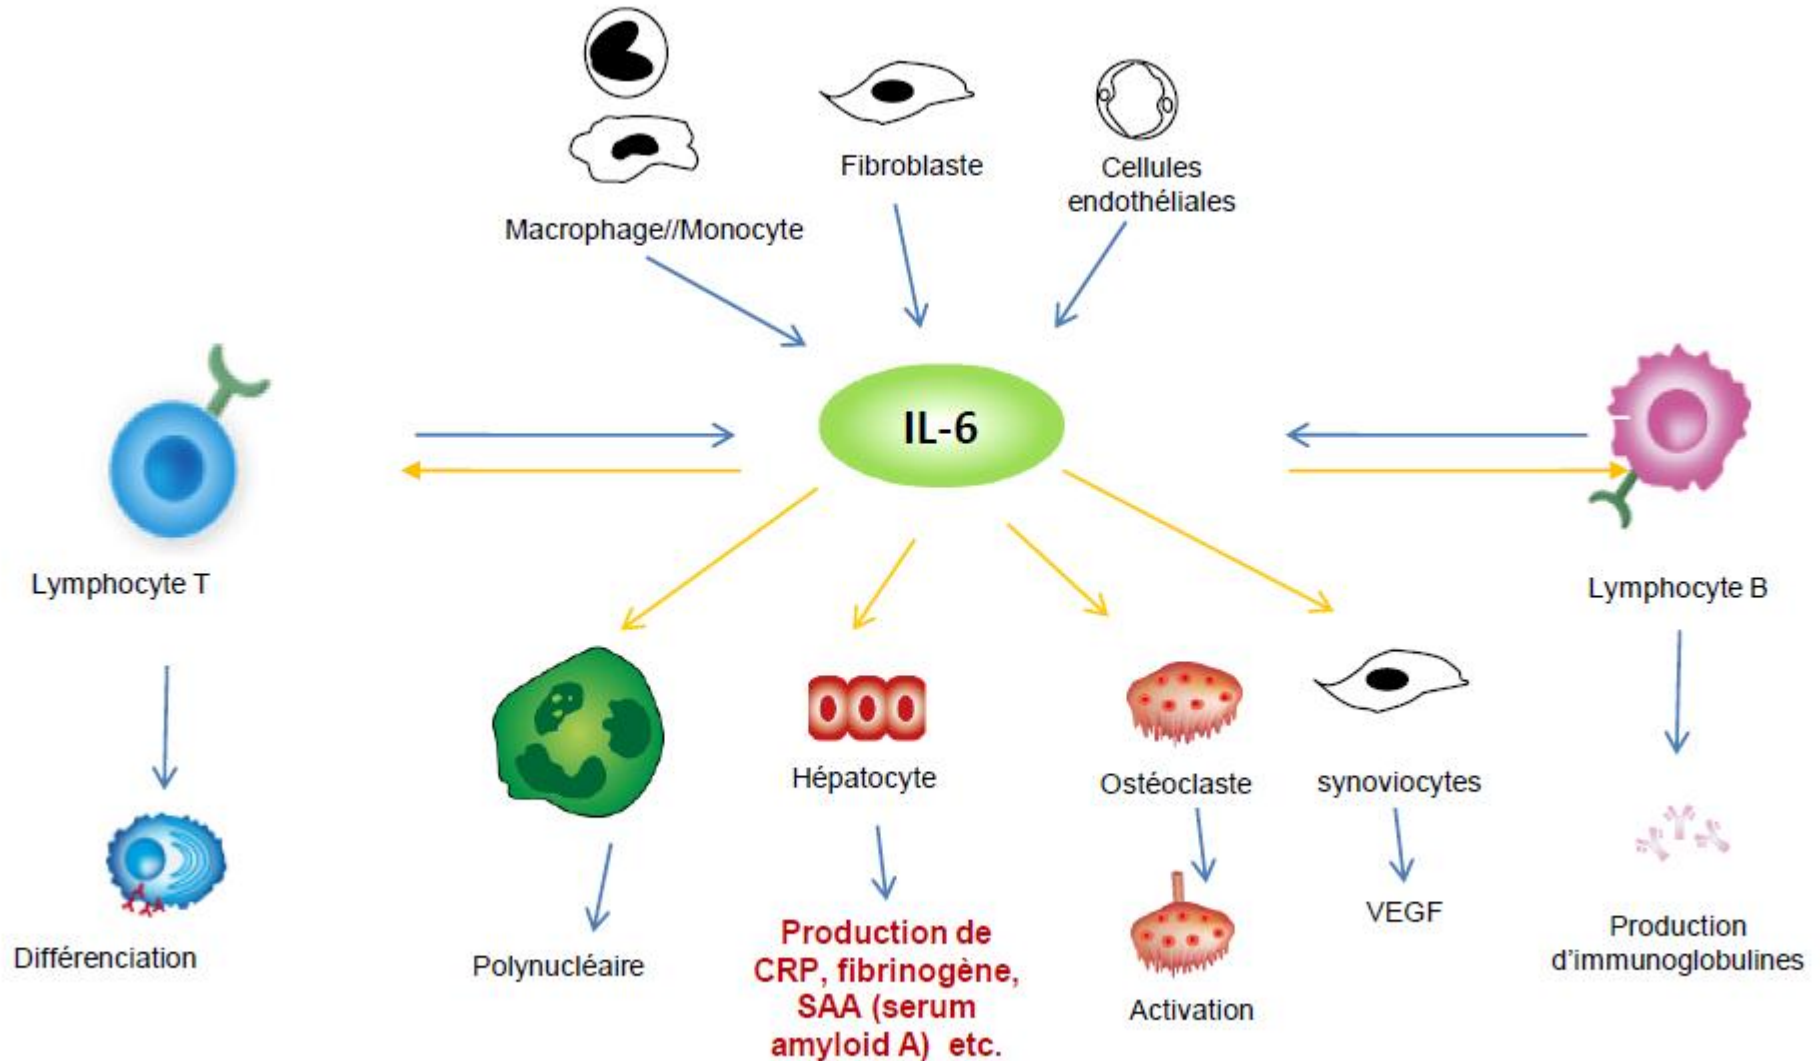 Fibroblaste
Cellules
endothéliales
Macrophage//Monocyte
IL-6
Lymphocyte T
Lymphocyte B
Hépatocyte
Ostéoclaste
synoviocytes
Différenciation
Polynucléaire
Production de
CRP, fibrinogène,
SAA (serum
amyloid A) etc.
Activation
VEGF
Production
d'immunoglobulines